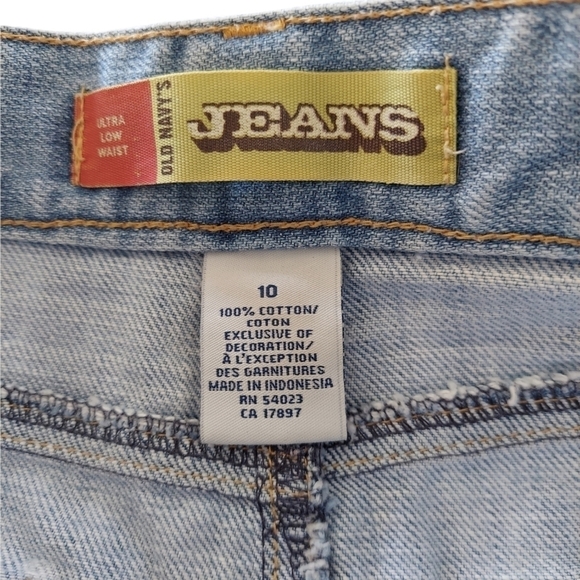 ULTRA
LOW
WAIST
OLD NAVY'S
JEANS
10
100% COTTON/
COTON
EXCLUSIVE OF
DECORATION/
À L'EXCEPTION
DES GARNITURES
MADE IN INDONESIA
RN 54023
CA 17897